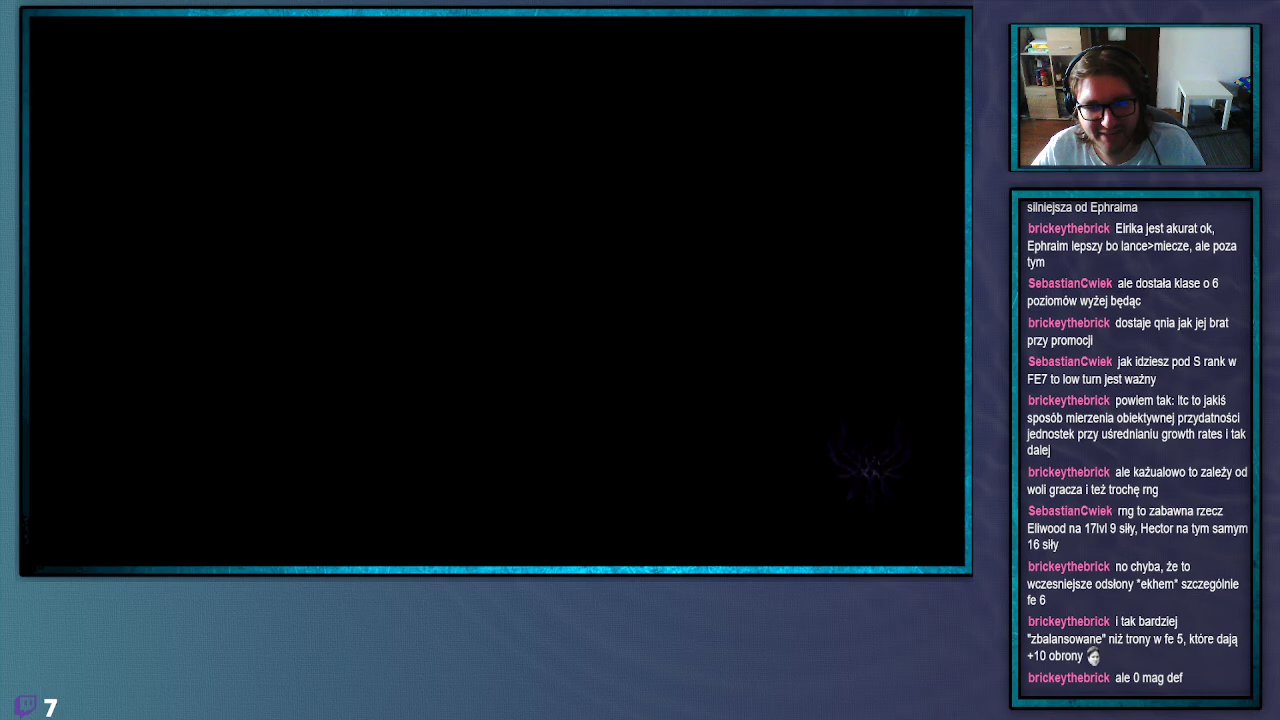 silniejsza od Ephraima
brickeythebrick Eirika jest akurat ok,
Ephraim lepszy bo lance>miecze, ale poza
tym
SebastianCwiek ale dostała klase o 6
poziomów wyżej będąc
brickeythebrick dostaje qnia jak jej brat
przy promocji
SebastianCwiek jak idziesz pod S rank w
FE7 to low turn jest ważny
brickeythebrick powiem tak: ltc to jakiś
sposób mierzenia obiektywnej przydatności
jednostek przy uśrednianiu growth rates i tak
dalej
brickeythebrick ale każualowo to zależy od
woli gracza i też trochę rng
SebastianCwiek rng to zabawna rzecz
Eliwood na 17lvl 9 siły, Hector na tym samym
16 siły
brickeythebrick no chyba, że to
wczesniejsze odsłony "ekhem" szczególnie
fe 6
brickeythebrick i tak bardziej
"zbalansowane" niż trony w fe 5, które dają
+10 obrony
brickeythebrick ale 0 mag def
7